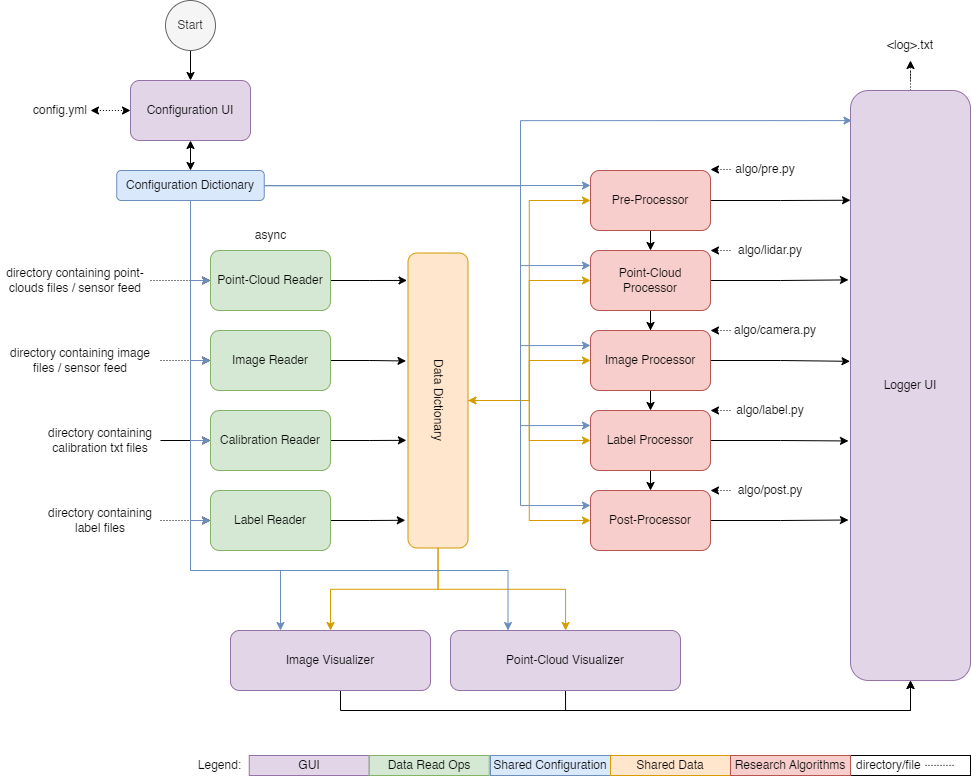 Start
<log>.txt
config.yml
Configuration UI
Configuration Dictionary
algo/pre.py
Pre-Processor
async
directory containing point-
clouds files / sensor feed
Point-Cloud Reader
algo/lidar.py
Point-Cloud
Processor
directory containing image
files / sensor feed
Image Reader
Data Dictionary
algo/camera.py
Image Processor
Logger UI
directory containing
calibration txt files
Calibration Reader
algo/label.py
Label Processor
directory containing
label files
Label Reader
algo/post.py
Post-Processor
Image Visualizer
Point-Cloud Visualizer
Legend:
GUI
Data Read Ops
Shared Configuration
Shared Data
Research Algorithms
directory/file